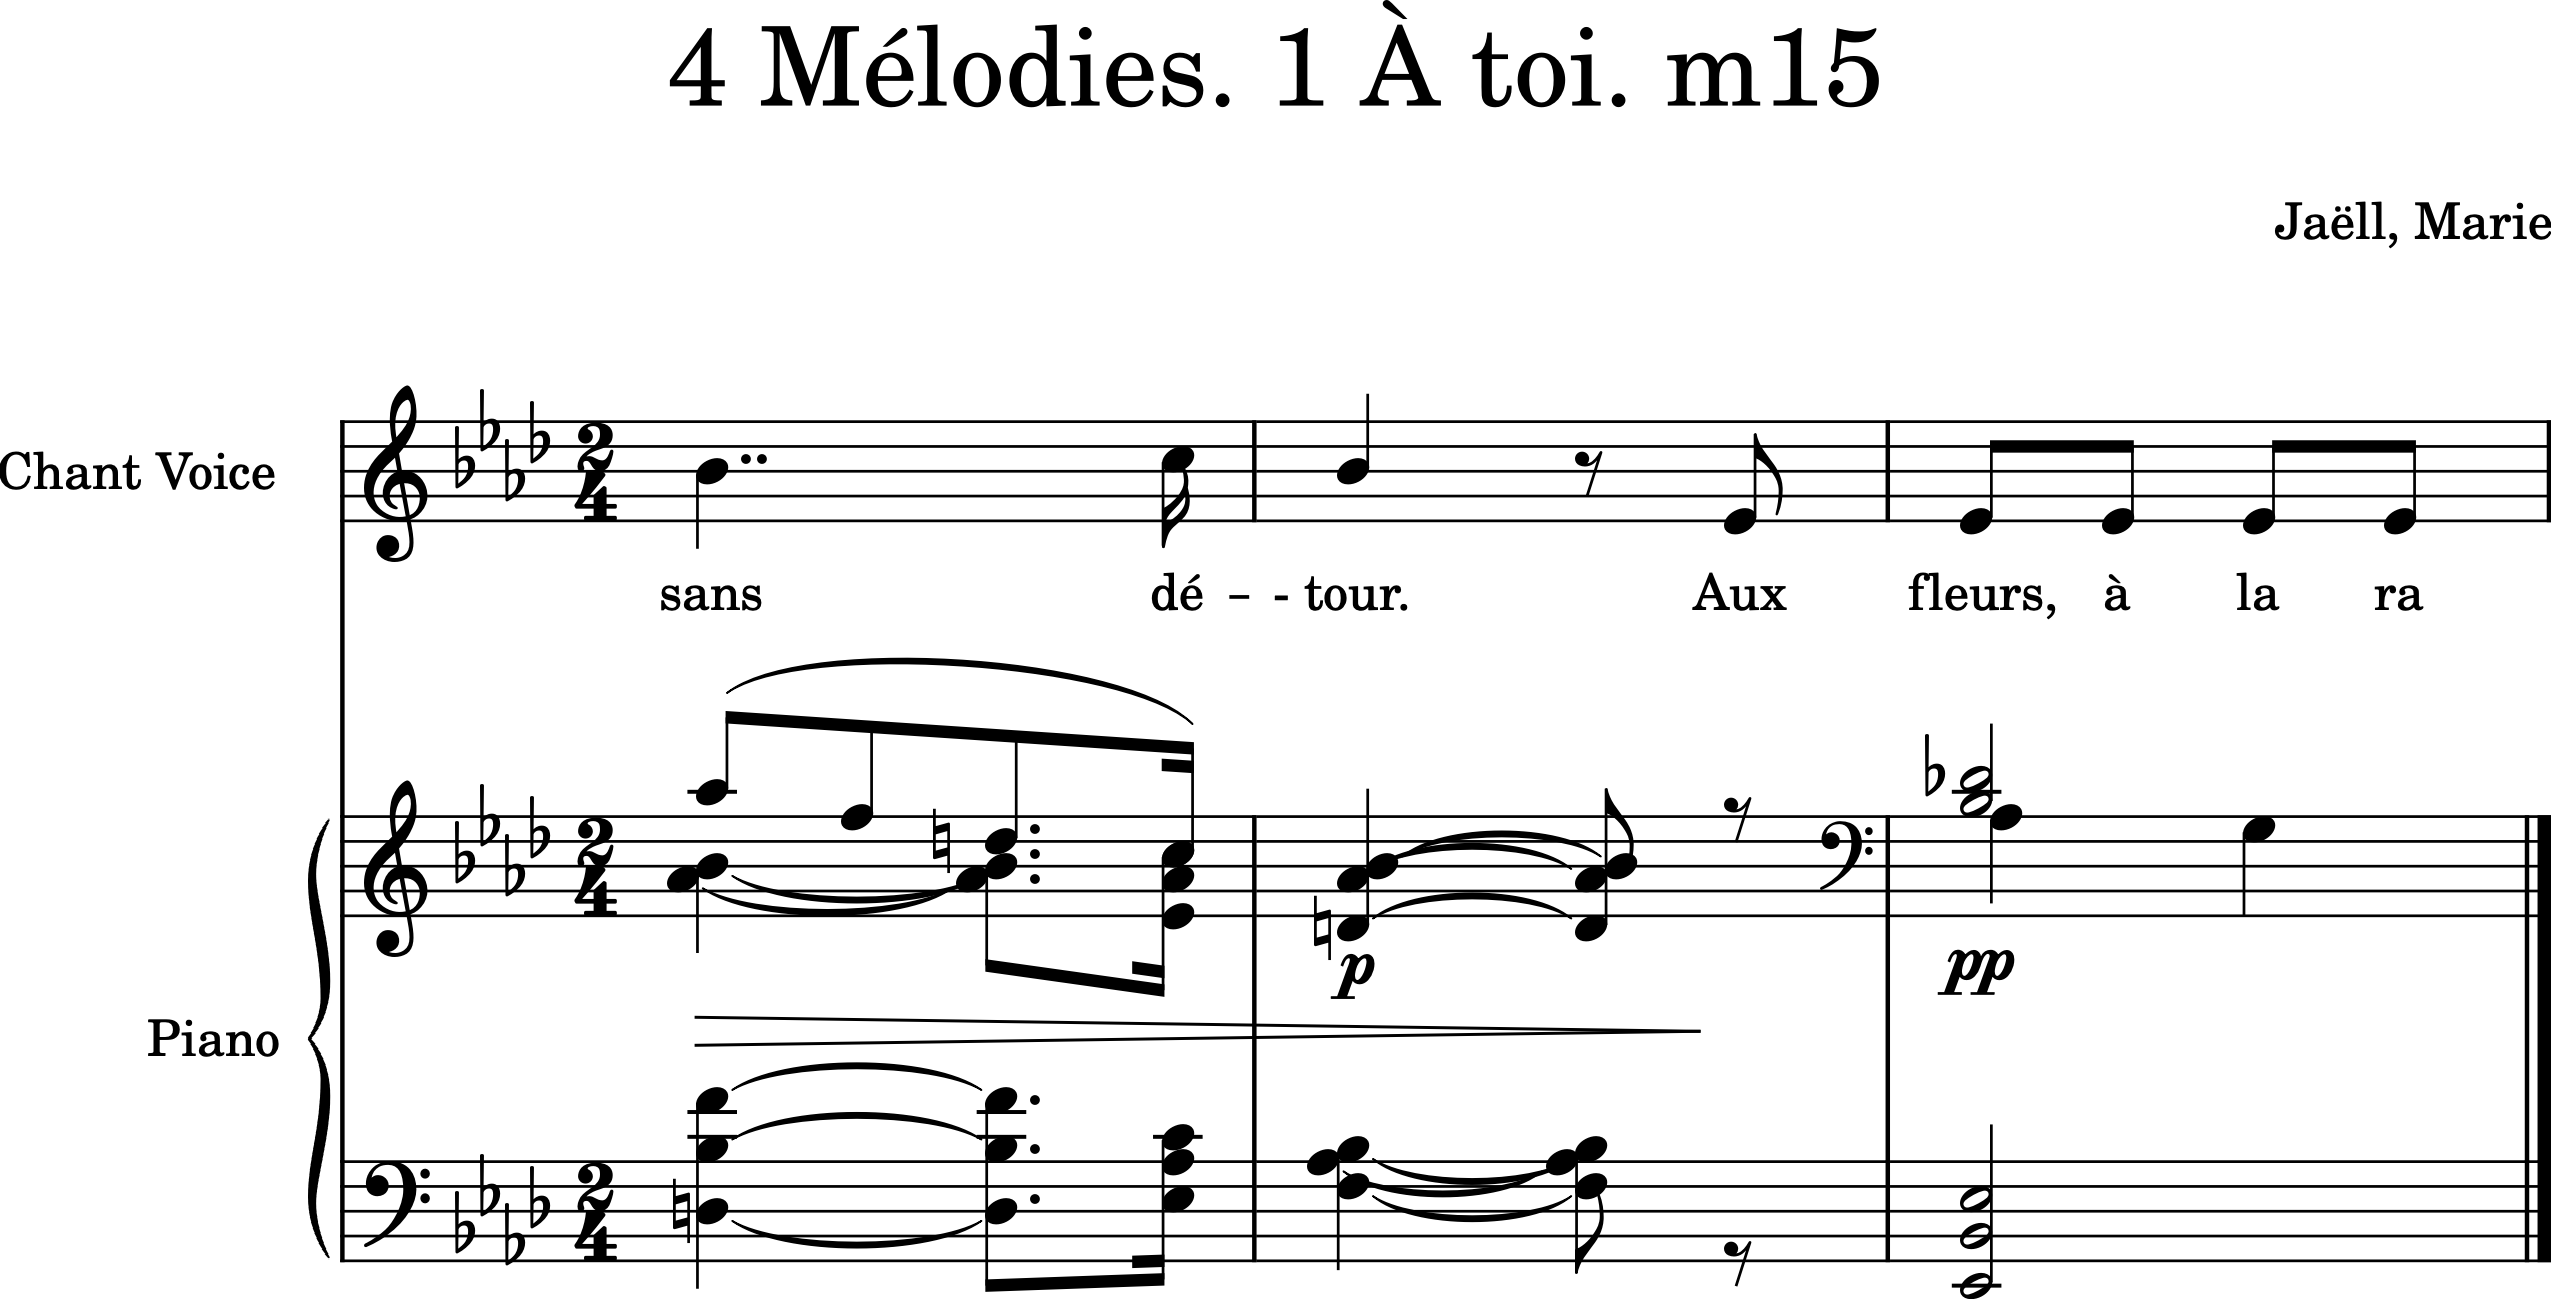 4 Mélodies. 1 À toi. m15
Jaëll, Marie
Chant Voice
sans dé - - tour. Aux fleurs, à la ra
p pp
Piano